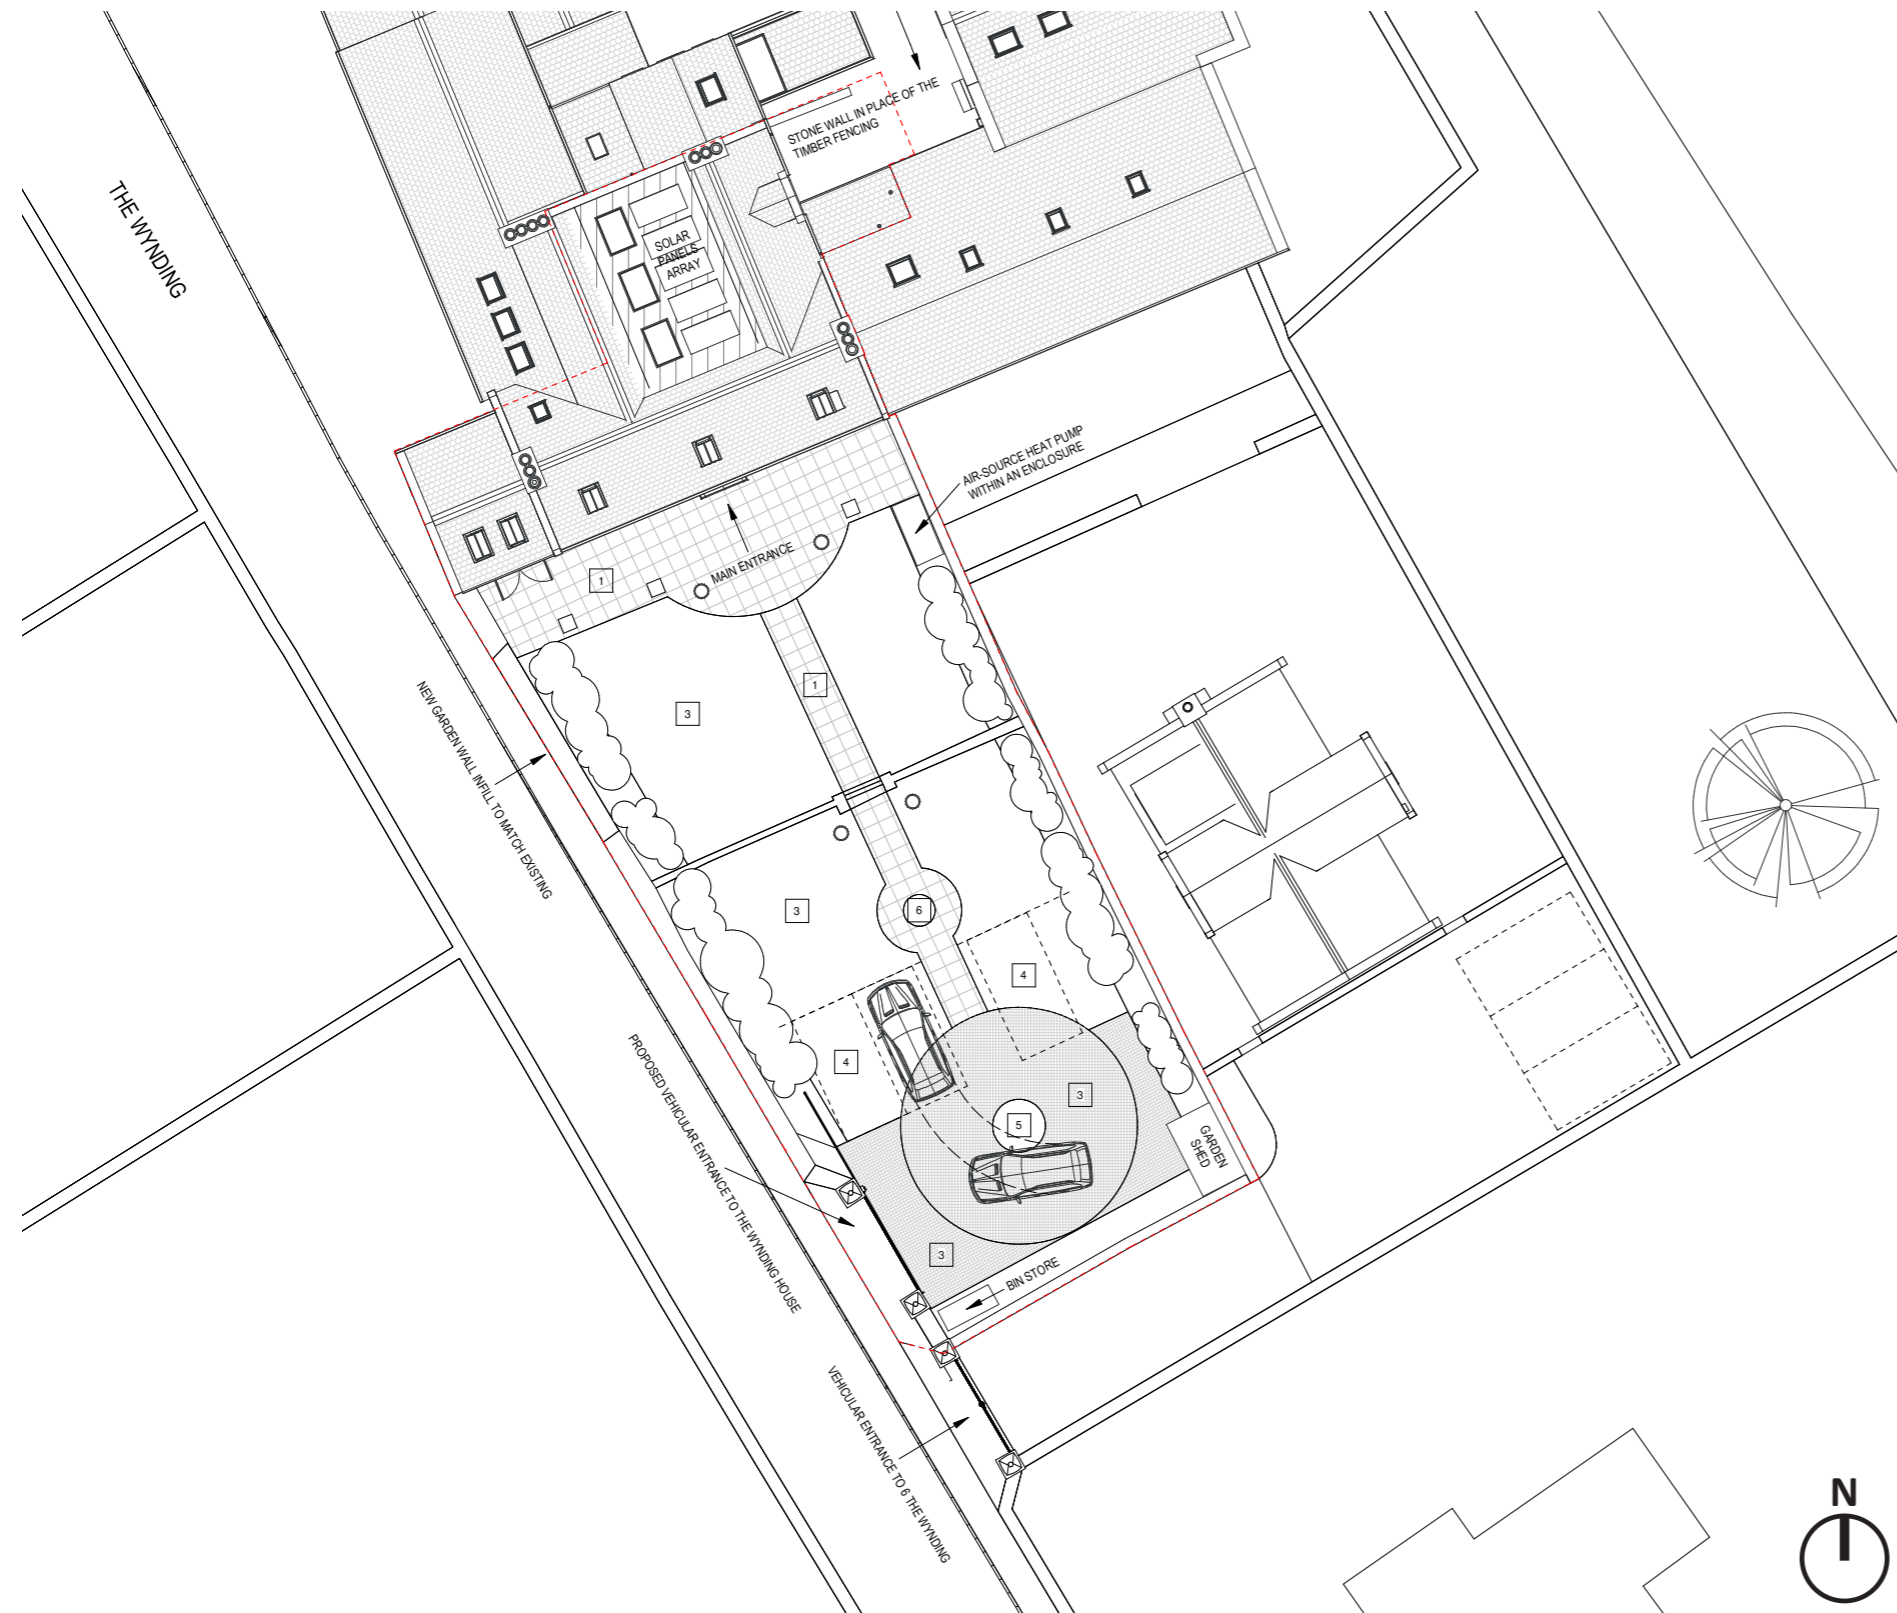 STONE WALL IN PLACE OF THE
TIMBER FENCING
THE WYNDING
SOLAR
PANELS
ARRAY
AIR-SOURCE HEAT PUMP
WITHIN AN ENCLOSURE
MAIN ENTRANCE
1
1
3
NEW GARDEN WALL INFILL TO MATCH EXISTING
3
6
4
4
3
5
PROPOSED VEHICULAR ENTRANCE TO THE WYNDING HOUSE
GARDEN
SHED
3
BIN STORE
VEHICULAR ENTRANCE TO 6 THE WYNDING
N